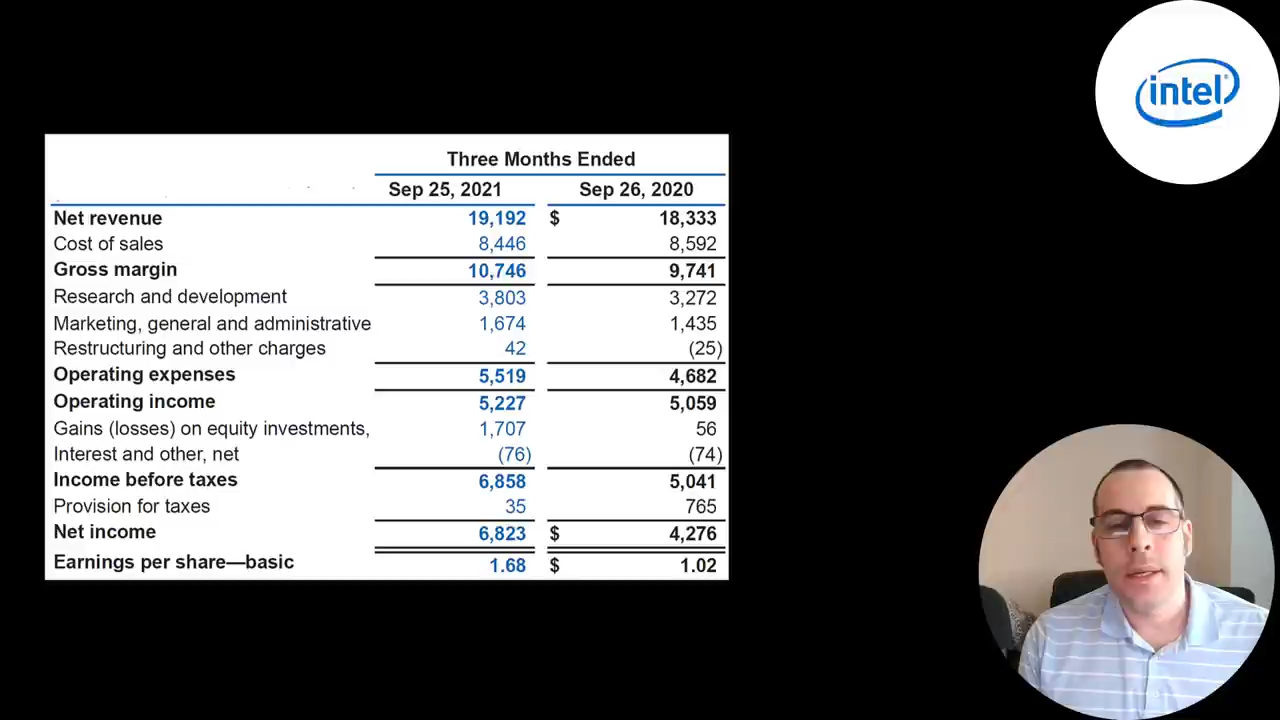 intel
Three Months Ended
Sep 25, 2021 Sep 26, 2020
Net revenue 19,192 $ 18,333
Cost of sales 8,446 8,592
Gross margin 10,746 9,741
Research and development 3,803 3,272
Marketing, general and administrative 1,674 1,435
Restructuring and other charges 42 (25)
Operating expenses 5,519 4,682
Operating income 5,227 5,059
Gains (losses) on equity investments, 1,707 56
Interest and other, net (76) (74)
Income before taxes 6,858 5,041
Provision for taxes 35 765
Net income 6,823 $ 4,276
Earnings per share—basic 1.68 $ 1.02